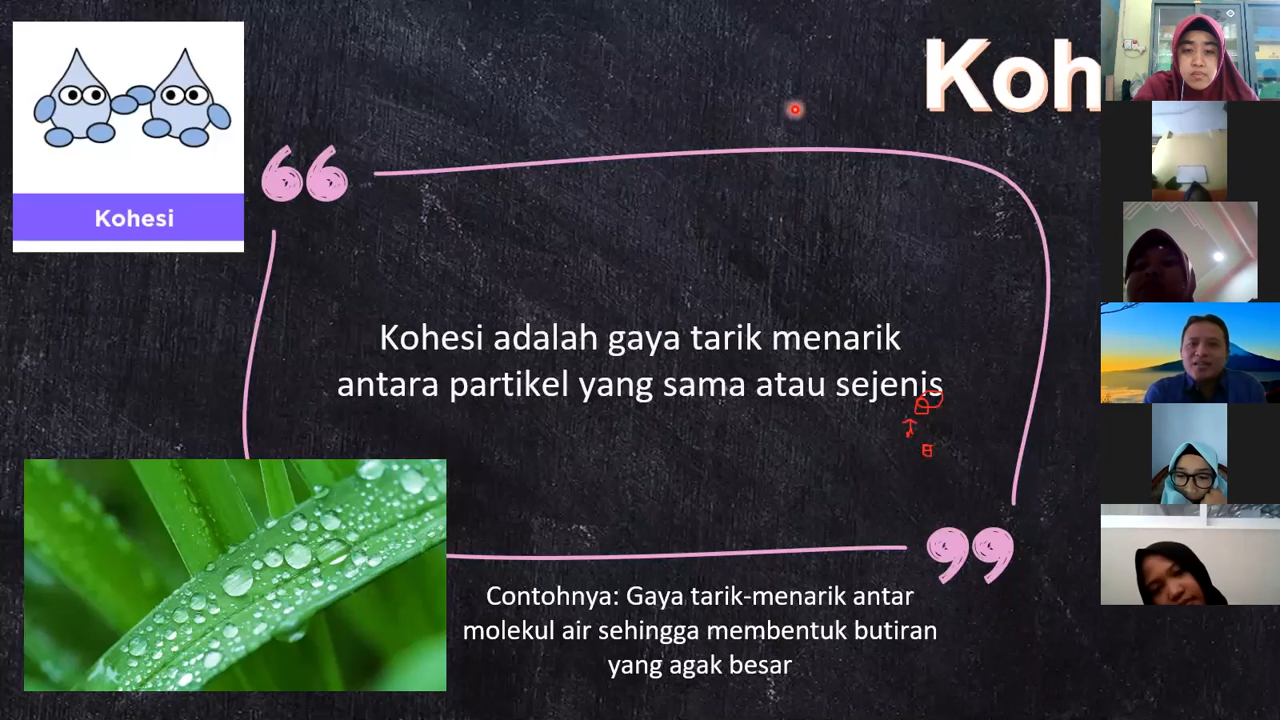 Koh
Kohesi
Kohesi adalah gaya tarik menarik
antara partikel yang sama atau sejenis
Contohnya: Gaya tarik-menarik antar
molekul air sehingga membentuk butiran
yang agak besar